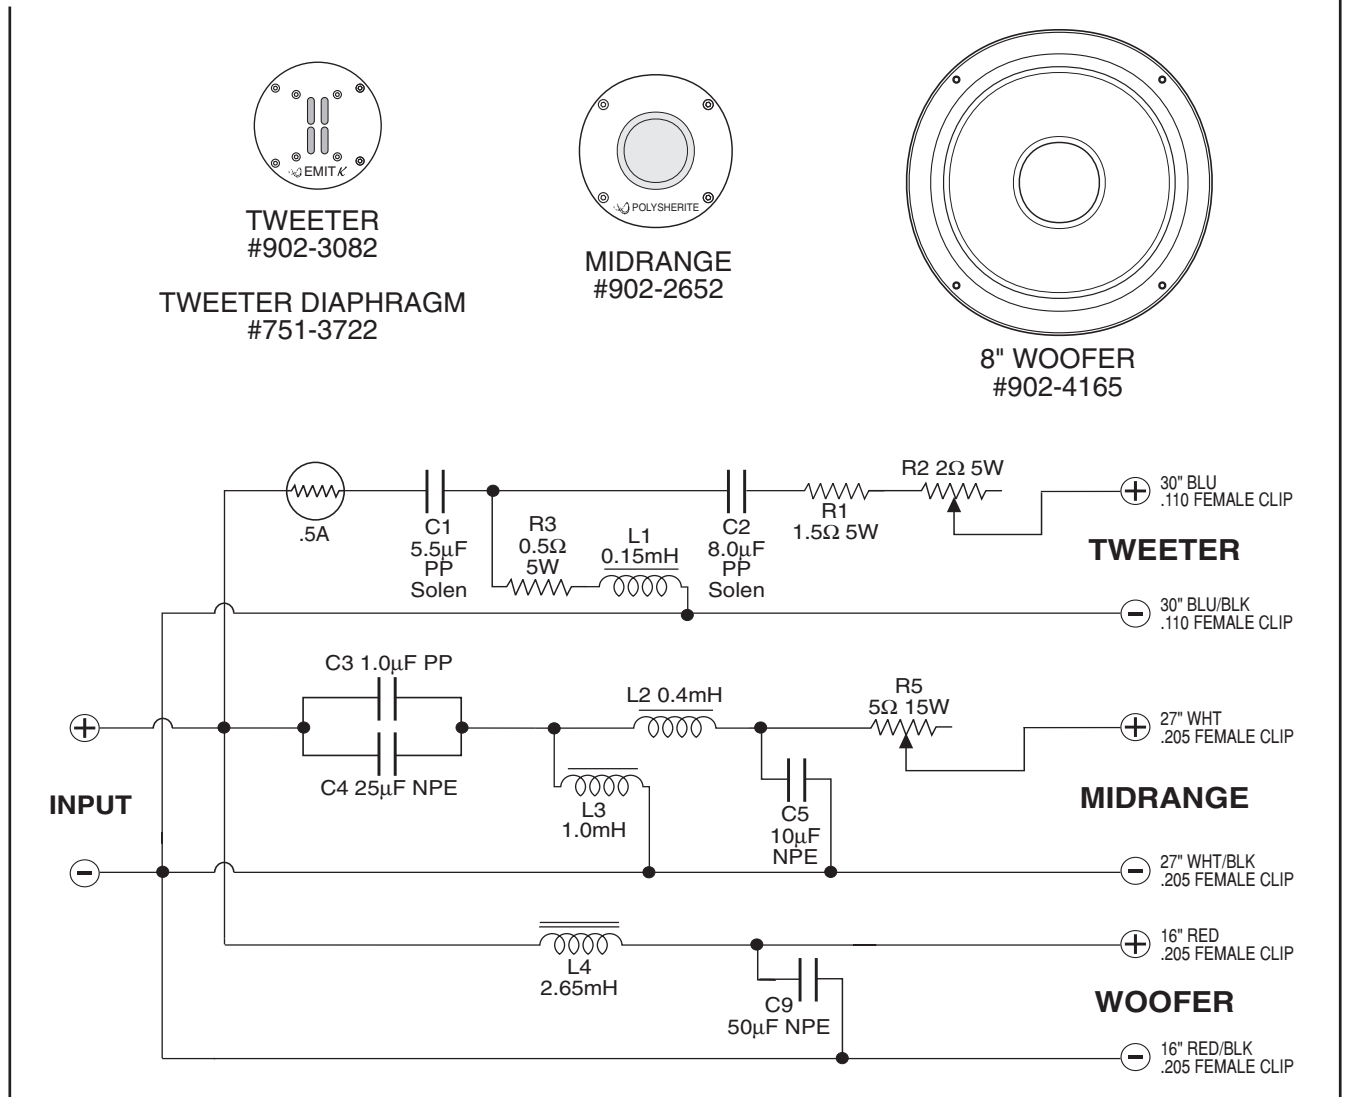 EMIT K
TWEETER
#902-3082
TWEETER DIAPHRAGM
#751-3722
POLYSHERITE
MIDRANGE
#902-2652
8" WOOFER
#902-4165
.5A
C1
5.5μF
PP
Solen
R3
0.5Ω
5W
L1
0.15mH
C2
8.0μF
PP
Solen
R1
1.5Ω 5W
R2 2Ω 5W
+
30" BLU
.110 FEMALE CLIP
TWEETER
−
30" BLU/BLK
.110 FEMALE CLIP
C3 1.0μF PP
C4 25μF NPE
L2 0.4mH
L3
1.0mH
C5
10μF
NPE
R5
5Ω 15W
+
27" WHT
.205 FEMALE CLIP
MIDRANGE
−
27" WHT/BLK
.205 FEMALE CLIP
+
INPUT
−
L4
2.65mH
C9
50μF NPE
+
16" RED
.205 FEMALE CLIP
WOOFER
−
16" RED/BLK
.205 FEMALE CLIP